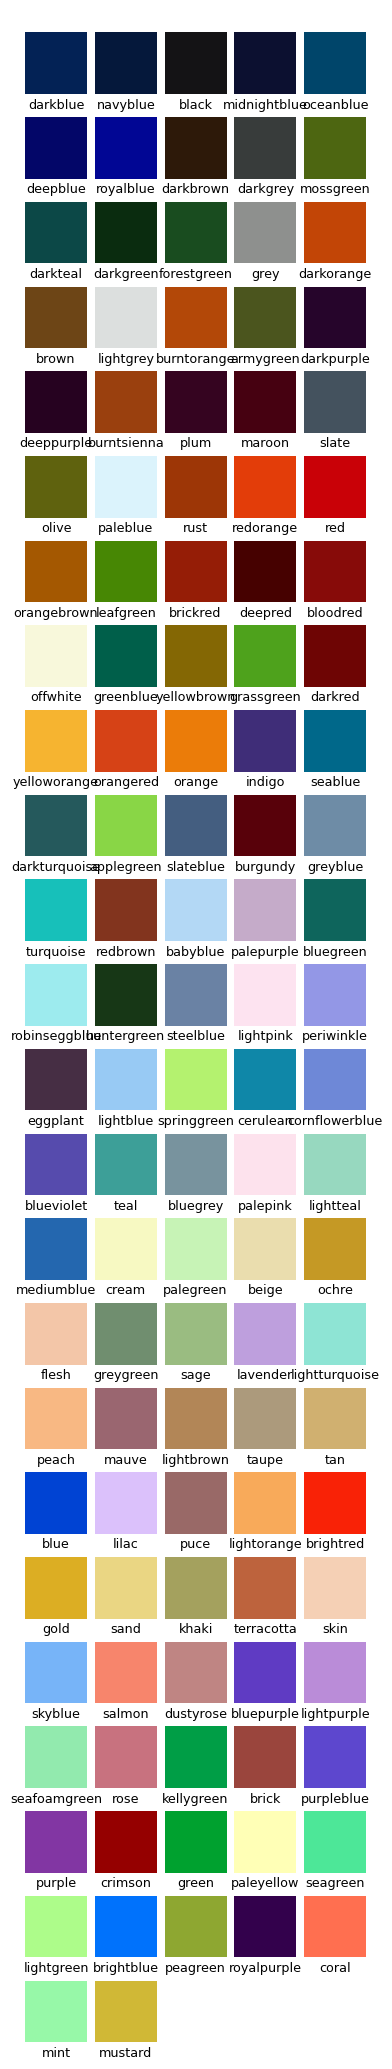 darkblue navyblue black midnightblue oceanblue
deepblue royalblue darkbrown darkgrey mossgreen
darkteal darkgreen forestgreen grey darkorange
brown lightgrey burntorange armygreen darkpurple
deeppurple burntsienna plum maroon slate
olive paleblue rust redorange red
orangebrown leafgreen brickred deepred bloodred
offwhite greenblue yellowbrown grassgreen darkred
yelloworange orangered orange indigo seablue
darkturquoise applegreen slateblue burgundy greyblue
turquoise redbrown babyblue palepurple bluegreen
robinseggblue huntergreen steelblue lightpink periwinkle
eggplant lightblue springgreen cerulean cornflowerblue
blueviolet teal bluegrey palepink lightteal
mediumblue cream palegreen beige ochre
flesh greygreen sage lavender lightturquoise
peach mauve lightbrown taupe tan
blue lilac puce lightorange brightred
gold sand khaki terracotta skin
skyblue salmon dustyrose bluepurple lightpurple
seafoamgreen rose kellygreen brick purpleblue
purple crimson green paleyellow seagreen
lightgreen brightblue peagreen royalpurple coral
mint mustard